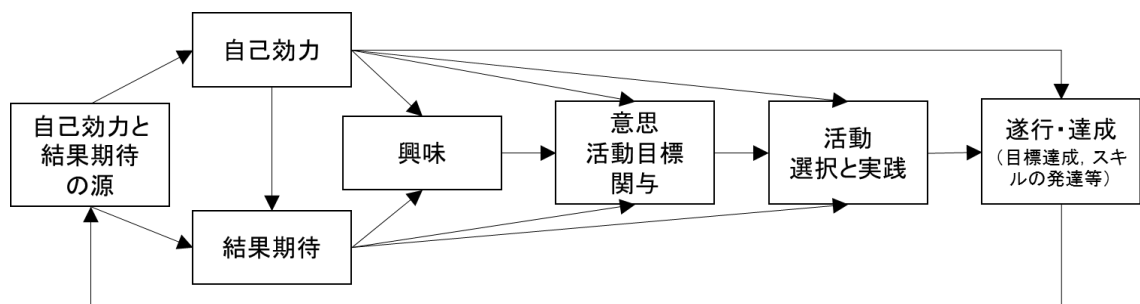 自己効力
自己効力と
結果期待
の源
興味
意思
活動目標
関与
活動
選択と実践
遂行・達成
（目標達成，スキ
ルの発達等）
結果期待